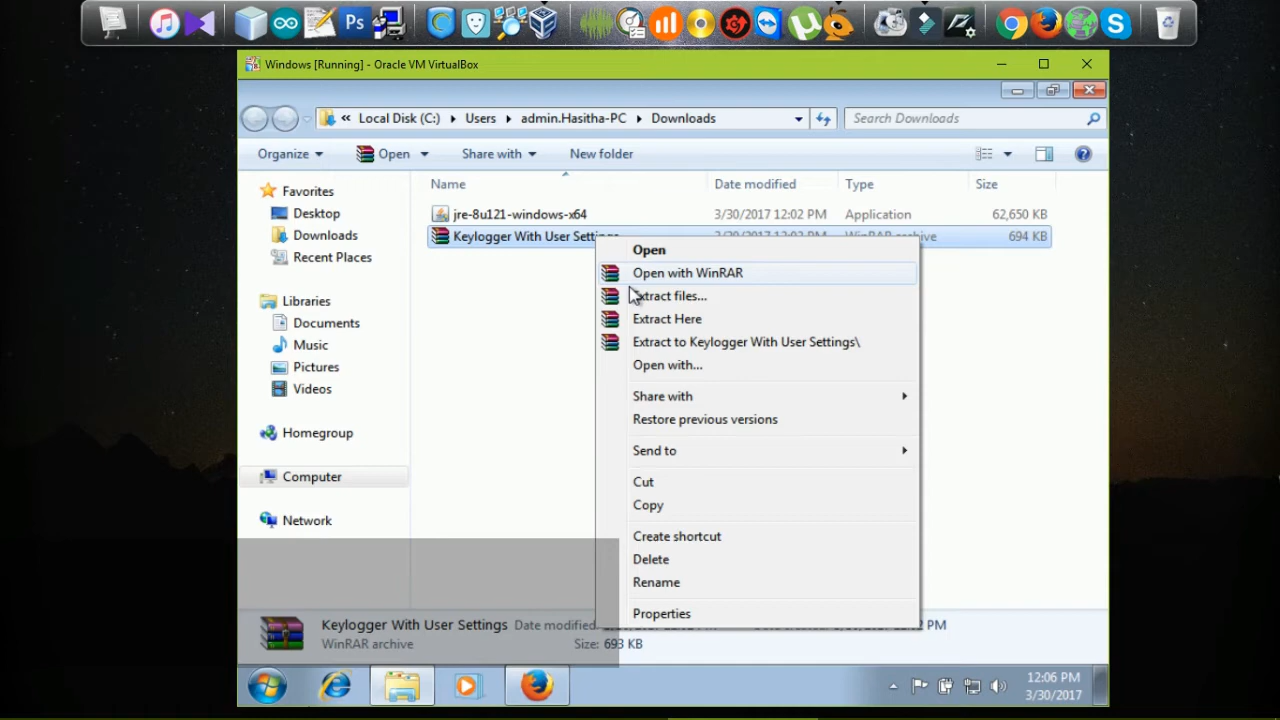 Ps
Windows [Running] - Oracle VM VirtualBox
« Local Disk (C:) Users admin.Hasitha-PC Downloads
Search Downloads
Organize Open Share with New folder
Name Date modified Type Size
Favorites
Desktop
Downloads
Recent Places
Libraries
Documents
Music
Pictures
Videos
Homegroup
Computer
Network
jre-8u121-windows-x64 3/30/2017 12:02 PM Application 62,650 KB
Keylogger With User Settings 694 KB
Open
Open with WinRAR
Extract files...
Extract Here
Extract to Keylogger With User Settings\
Open with...
Share with
Restore previous versions
Send to
Cut
Copy
Create shortcut
Delete
Rename
Properties
Keylogger With User Settings Date modified:
WinRAR archive Size: 693 KB
12:06 PM
3/30/2017